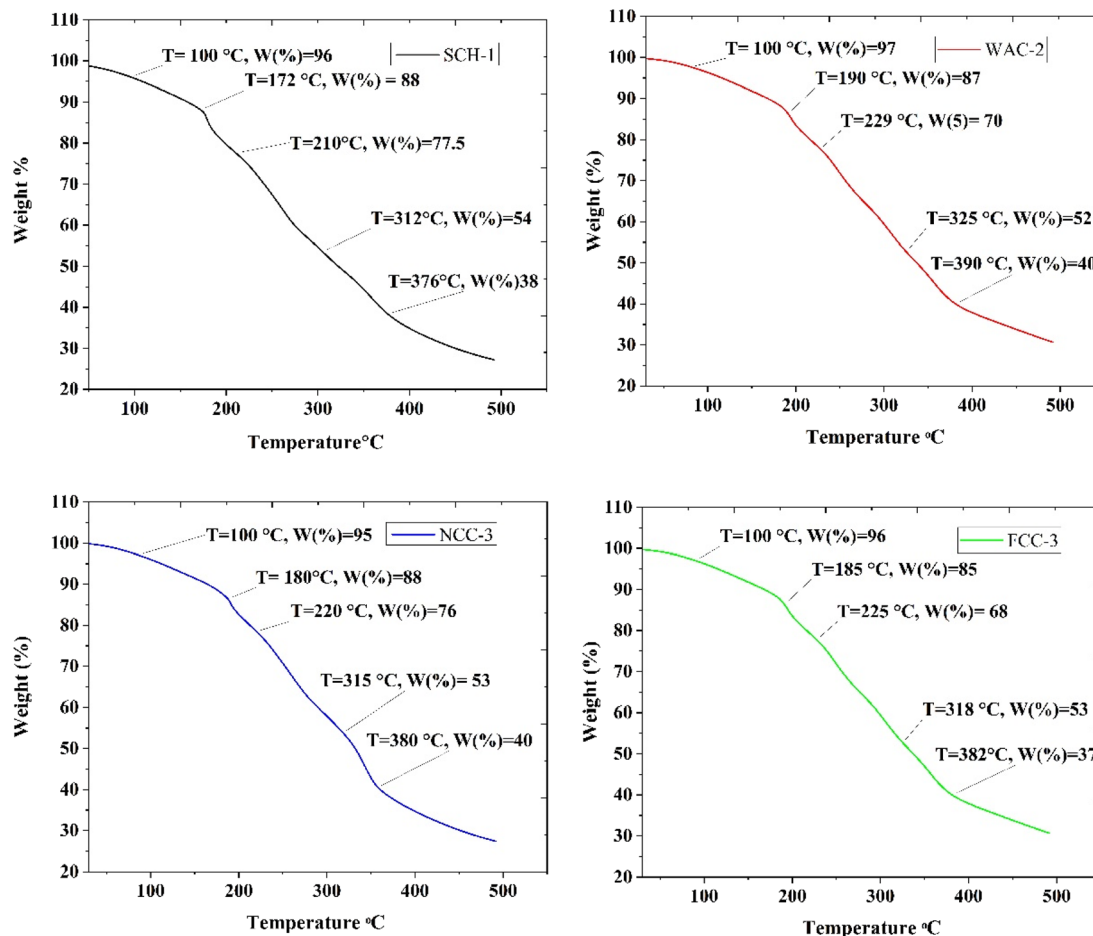 110
100
90
80
70
60
50
40
30
20
Weight %
T= 100 °C, W(%)=96
SCH-1
T=172 °C, W(%) = 88
T=210°C, W(%)=77.5
T=312°C, W(%)=54
T=376°C, W(%)38
100 200 300 400 500
Temperature°C
110
100
90
80
70
60
50
40
30
20
Weight (%)
T= 100 °C, W(%)=97
WAC-2
T=190 °C, W(%)=87
T=229 °C, W(5)= 70
T=325 °C, W(%)=52
T=390 °C, W(%)=40
100 200 300 400 500
Temperature °C
110
100
90
80
70
60
50
40
30
20
Weight (%)
T=100 °C, W(%)=95
NCC-3
T= 180°C, W(%)=88
T=220 °C, W(%)=76
T=315 °C, W(%)= 53
T=380 °C, W(%)=40
100 200 300 400 500
Temperature °C
110
100
90
80
70
60
50
40
30
20
Weight (%)
T=100 °C, W(%)=96
FCC-3
T=185 °C, W(%)=85
T=225 °C, W(%)= 68
T=318 °C, W(%)=53
T=382°C, W(%)=37
100 200 300 400 500
Temperature °C